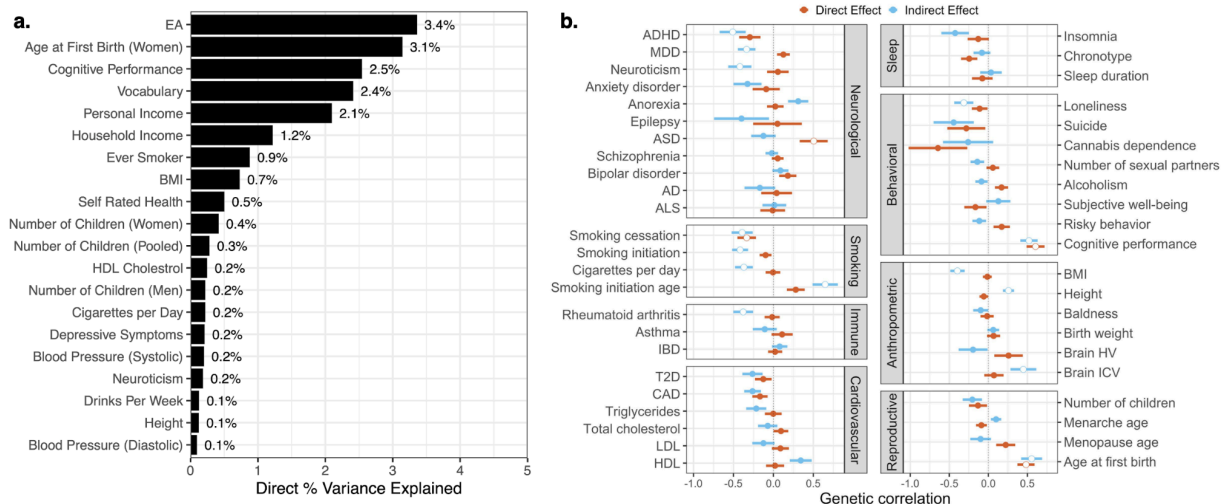 a.
EA
3.4%
Age at First Birth (Women)
3.1%
Cognitive Performance
2.5%
Vocabulary
2.4%
Personal Income
2.1%
Household Income
1.2%
Ever Smoker
0.9%
BMI
0.7%
Self Rated Health
0.5%
Number of Children (Women)
0.4%
Number of Children (Pooled)
0.3%
HDL Cholestrol
0.2%
Number of Children (Men)
0.2%
Cigarettes per Day
0.2%
Depressive Symptoms
0.2%
Blood Pressure (Systolic)
0.2%
Neuroticism
0.2%
Drinks Per Week
0.1%
Height
0.1%
Blood Pressure (Diastolic)
0.1%
0 1 2 3 4 5
Direct % Variance Explained
b.
Direct Effect Indirect Effect
ADHD
MDD
Neuroticism
Anxiety disorder
Anorexia
Epilepsy
ASD
Schizophrenia
Bipolar disorder
AD
ALS
Neurological
Smoking cessation
Smoking initiation
Cigarettes per day
Smoking initiation age
Smoking
Rheumatoid arthritis
Asthma
IBD
Immune
T2D
CAD
Triglycerides
Total cholesterol
LDL
HDL
Cardiovascular
-1.0 -0.5 0.0 0.5
Sleep
Insomnia
Chronotype
Sleep duration
Behavioral
Loneliness
Suicide
Cannabis dependence
Number of sexual partners
Alcoholism
Subjective well-being
Risky behavior
Cognitive performance
Anthropometric
BMI
Height
Baldness
Birth weight
Brain HV
Brain ICV
Reproductive
Number of children
Menarche age
Menopause age
Age at first birth
-1.0 -0.5 0.0 0.5
Genetic correlation